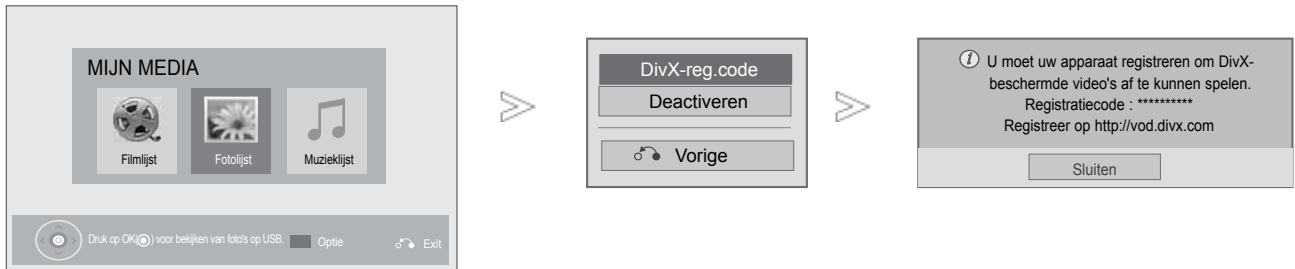 MIJN MEDIA
Filmlijst
Fotolijst
Muzieklijst
Druk op OK(◉) voor bekijken van foto's op USB.
Optie
Exit
DivX-reg.code
Deactiveren
Vorige
U moet uw apparaat registreren om DivX-
beschermde video's af te kunnen spelen.
Registratiecode : **********
Registreer op http://vod.divx.com
Sluiten